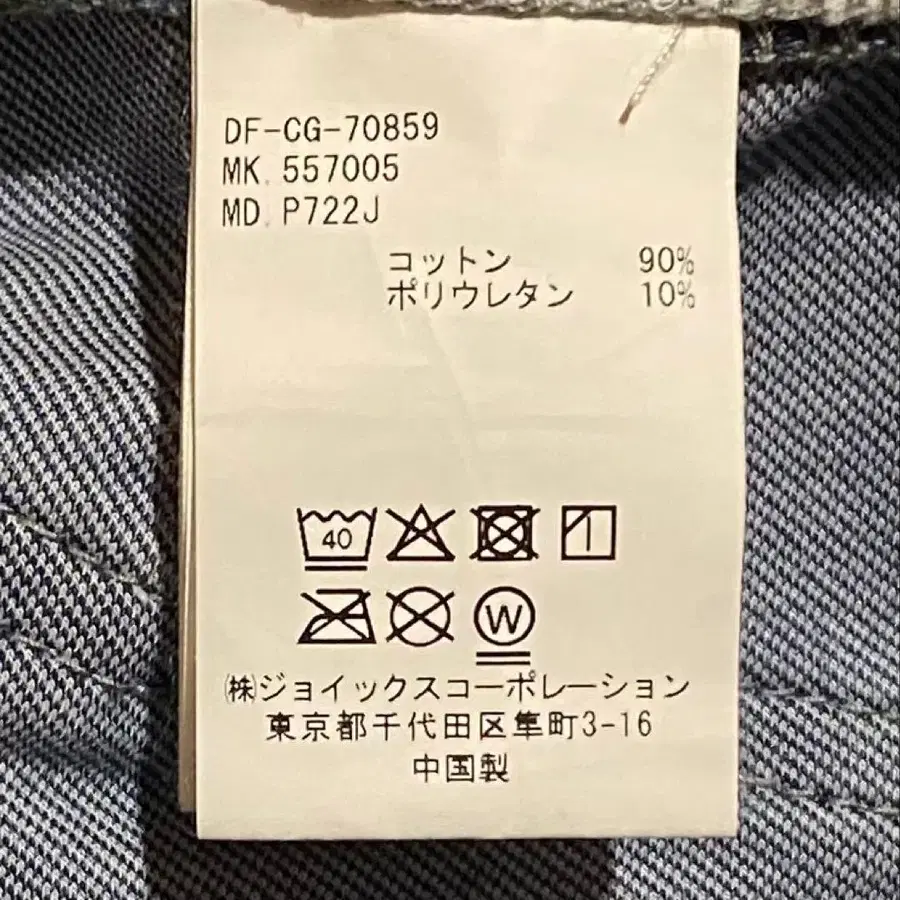 DF-CG-70859
MK. 557005
MD. P722J
コットン 90%
ポリウレタン 10%
40
W
㈱ジョイックスコーポレーション
東京都千代田区隼町3-16
中国製